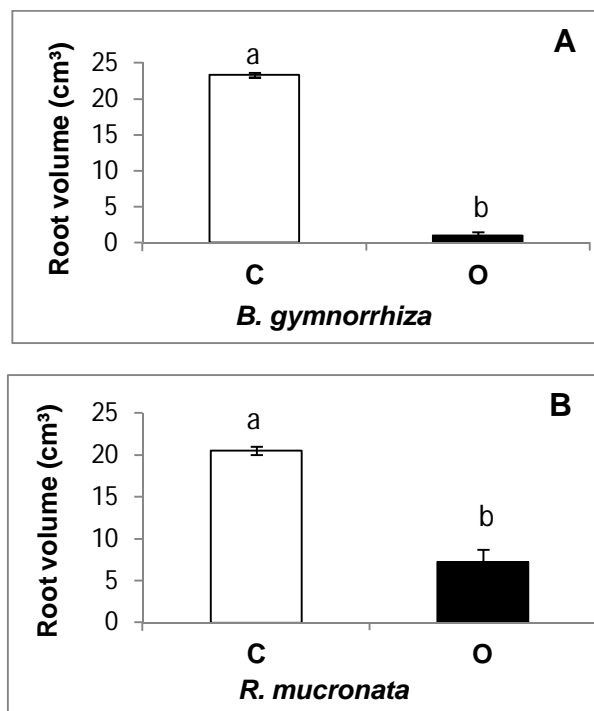 A
Root volume (cm³)
25
20
15
10
5
0
a
b
C O
B. gymnorrhiza
B
Root volume (cm³)
25
20
15
10
5
0
a
b
C O
R. mucronata